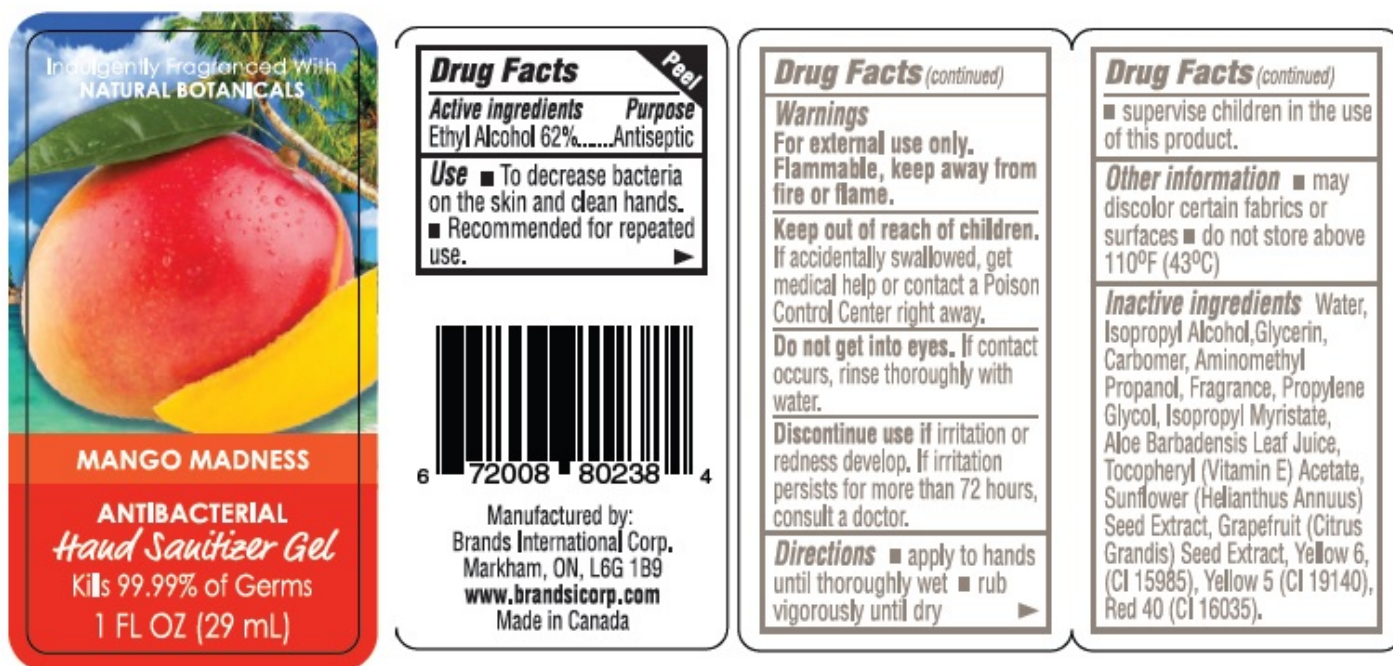 Indulgently Fragranced With
NATURAL BOTANICALS
MANGO MADNESS
ANTIBACTERIAL
Hand Sanitizer Gel
Kills 99.99% of Germs
1 FL OZ (29 mL)
Drug Facts
Peel
Active ingredients Purpose
Ethyl Alcohol 62%.......Antiseptic
Use ■ To decrease bacteria
on the skin and clean hands.
■ Recommended for repeated
use. ►
6 72008 80238 4
Manufactured by:
Brands International Corp.
Markham, ON, L6G 1B9
www.brandsicorp.com
Made in Canada
Drug Facts (continued)
Warnings
For external use only.
Flammable, keep away from
fire or flame.
Keep out of reach of children.
If accidentally swallowed, get
medical help or contact a Poison
Control Center right away.
Do not get into eyes. If contact
occurs, rinse thoroughly with
water.
Discontinue use if irritation or
redness develop. If irritation
persists for more than 72 hours,
consult a doctor.
Directions ■ apply to hands
until thoroughly wet ■ rub
vigorously until dry ►
Drug Facts (continued)
■ supervise children in the use
of this product.
Other information ■ may
discolor certain fabrics or
surfaces ■ do not store above
110ºF (43ºC)
Inactive ingredients Water,
Isopropyl Alcohol,Glycerin,
Carbomer, Aminomethyl
Propanol, Fragrance, Propylene
Glycol, Isopropyl Myristate,
Aloe Barbadensis Leaf Juice,
Tocopheryl (Vitamin E) Acetate,
Sunflower (Helianthus Annuus)
Seed Extract, Grapefruit (Citrus
Grandis) Seed Extract, Yellow 6,
(CI 15985), Yellow 5 (CI 19140),
Red 40 (CI 16035).